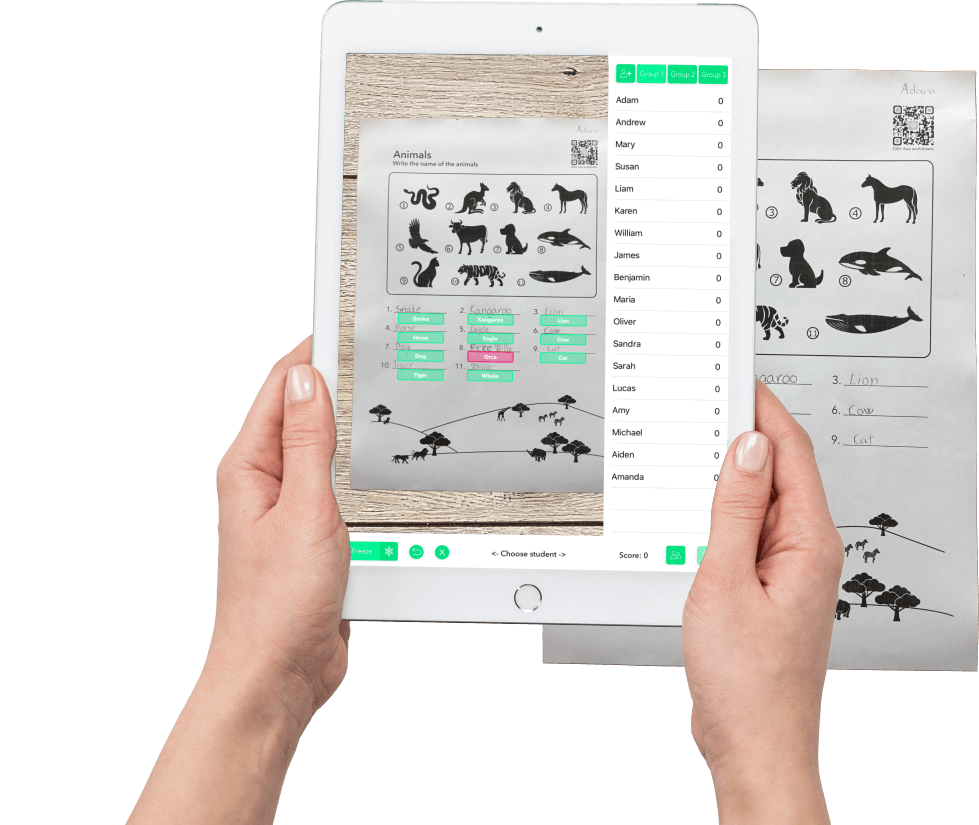 Group 1 Group 2 Group 3
Adam 0
Andrew 0
Mary 0
Susan 0
Liam 0
Karen 0
William 0
James 0
Benjamin 0
Maria 0
Oliver 0
Sandra 0
Sarah 0
Lucas 0
Amy 0
Michael 0
Aiden 0
Amanda 0
Adam
Animals
Write the name of the animals
1 2 3 4
5 6 7 8
9 10 11
1. Snake 2. Kangaroo 3. Lion
Snake Kangaroo Lion
4. Horse 5. Eagle 6. Cow
Horse Eagle Cow
7. Dog 8. 9. Cat
Dog Orca Cat
10. Tiger 11. Whale
Tiger Whale
Freeze <- Choose student -> Score: 0
Adam
3 4
7 8
11
ngaroo 3. Lion
6. Cow
9. Cat